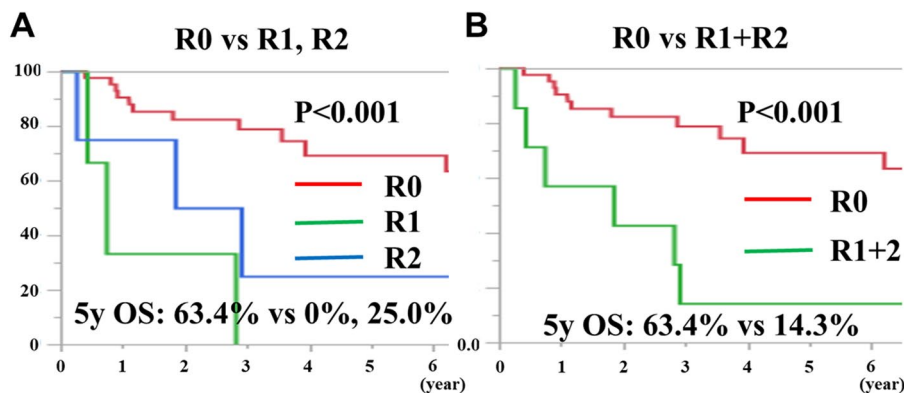 A
R0 vs R1, R2
100
80
60
40
20
0
P<0.001
R0
R1
R2
5y OS: 63.4% vs 0%, 25.0%
0 1 2 3 4 5 6
(year)
B
R0 vs R1+R2
P<0.001
R0
R1+2
5y OS: 63.4% vs 14.3%
0.0
0 1 2 3 4 5 6
(year)